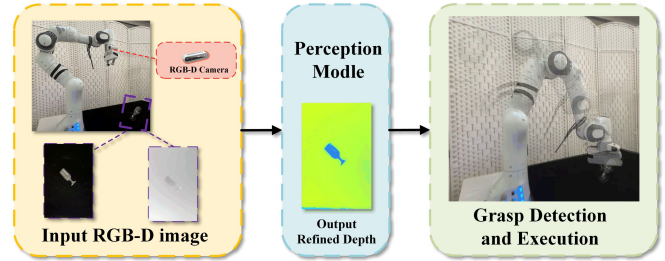 RGB-D Camera
Input RGB-D image
Perception
Modle
Output
Refined Depth
Grasp Detection
and Execution